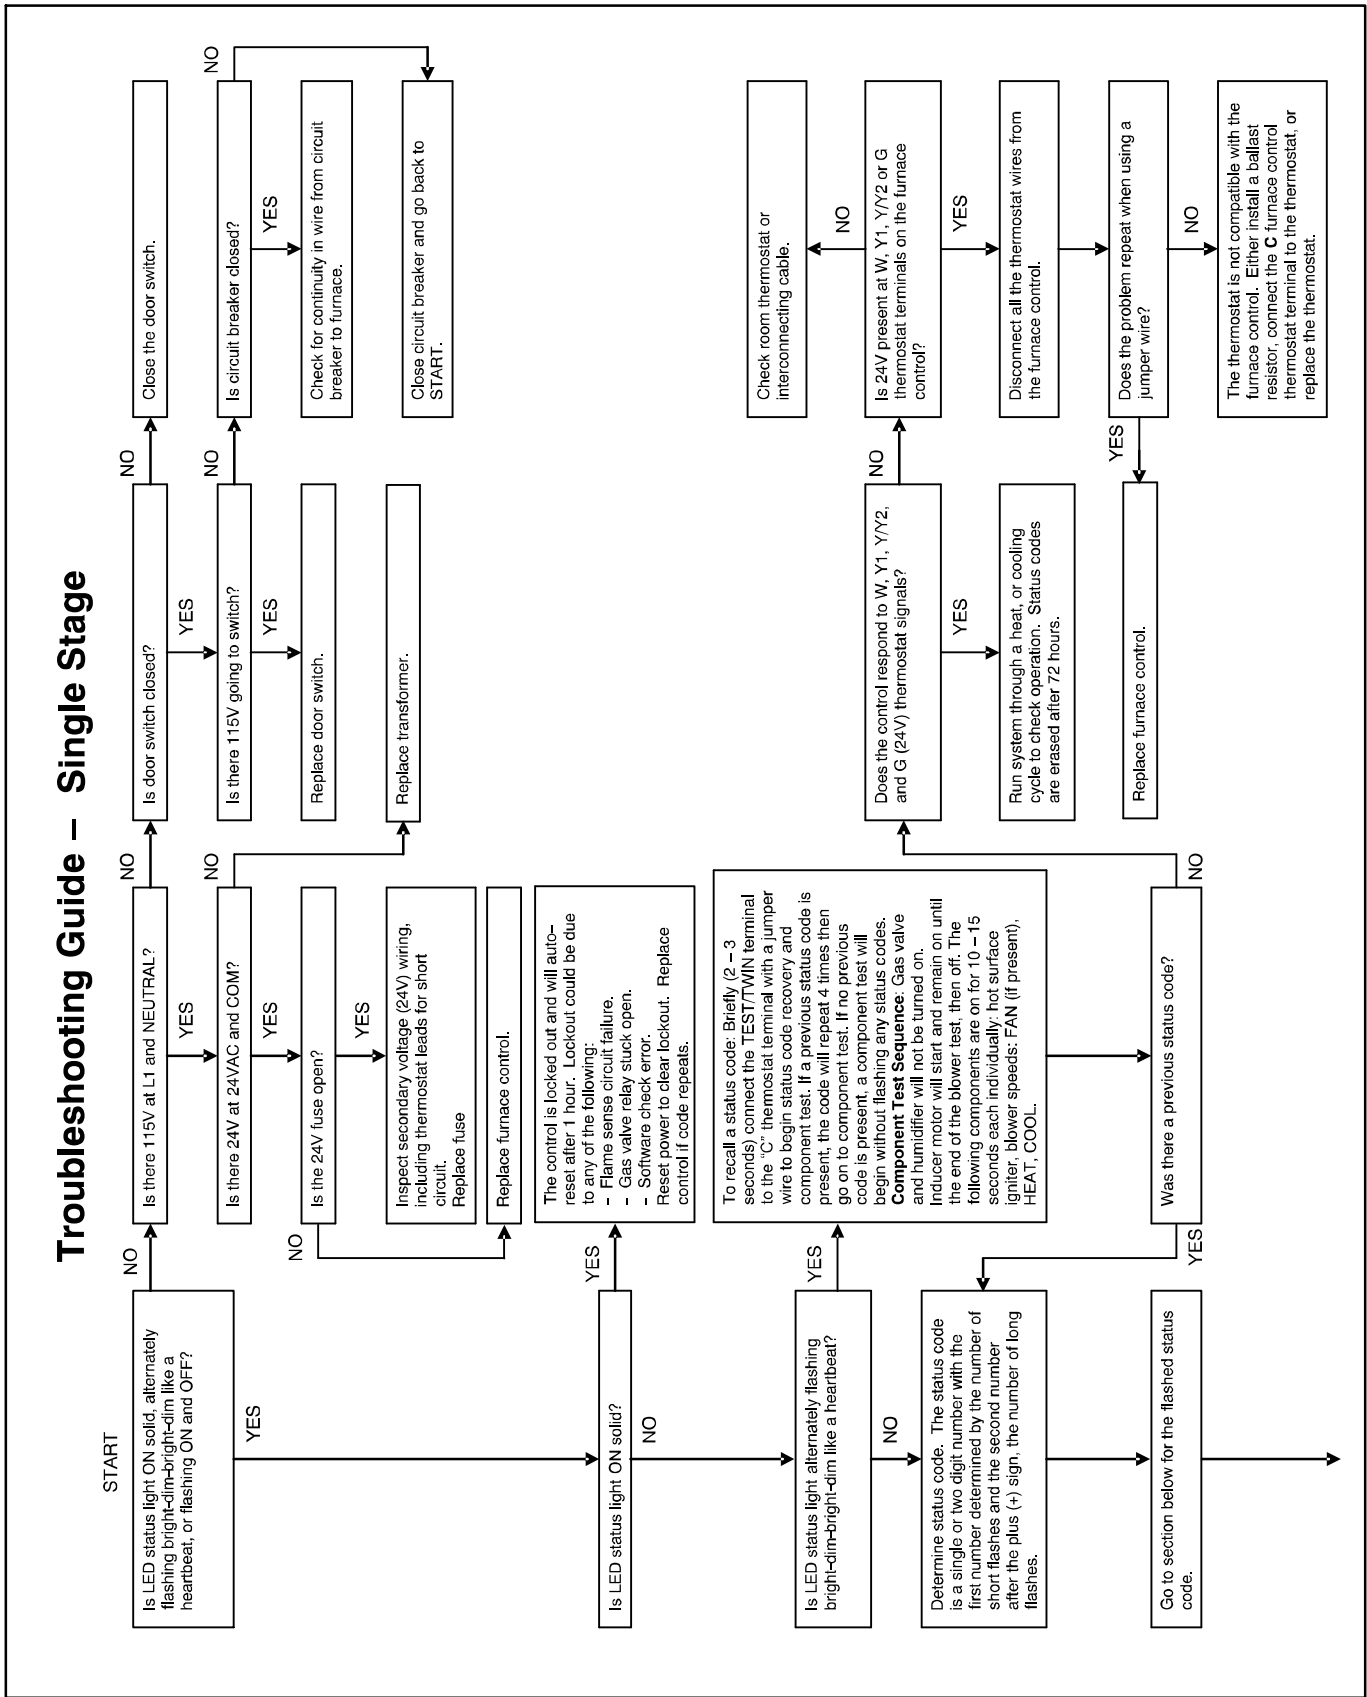 Troubleshooting Guide – Single Stage
START
Is LED status light ON solid, alternately
flashing bright–dim–bright–dim like a
heartbeat, or flashing ON and OFF?
NO
YES
Is there 115V at L1 and NEUTRAL?
NO
YES
Is door switch closed?
NO
YES
Close the door switch.
Is there 24V at 24VAC and COM?
NO
YES
Is there 115V going to switch?
NO
YES
Is circuit breaker closed?
NO
YES
Is the 24V fuse open?
NO
YES
Replace door switch.
Check for continuity in wire from circuit
breaker to furnace.
Inspect secondary voltage (24V) wiring,
including thermostat leads for short
circuit.
Replace fuse
Replace transformer.
Close circuit breaker and go back to
START.
Replace furnace control.
Is LED status light ON solid?
YES
NO
The control is locked out and will auto–
reset after 1 hour. Lockout could be due
to any of the following:
– Flame sense circuit failure.
– Gas valve relay stuck open.
– Software check error.
Reset power to clear lockout. Replace
control if code repeats.
Is LED status light alternately flashing
bright–dim–bright–dim like a heartbeat?
YES
NO
To recall a status code: Briefly (2 – 3
seconds) connect the TEST/TWIN terminal
to the “C” thermostat terminal with a jumper
wire to begin status code recovery and
component test. If a previous status code is
present, the code will repeat 4 times then
go on to component test. If no previous
code is present, a component test will
begin without flashing any status codes.
Component Test Sequence: Gas valve
and humidifier will not be turned on.
Inducer motor will start and remain on until
the end of the blower test, then off. The
following components are on for 10 – 15
seconds each individually: hot surface
igniter, blower speeds: FAN (if present),
HEAT, COOL.
Determine status code. The status code
is a single or two digit number with the
first number determined by the number of
short flashes and the second number
after the plus (+) sign, the number of long
flashes.
Was there a previous status code?
YES
NO
Go to section below for the flashed status
code.
Does the control respond to W, Y1, Y/Y2,
and G (24V) thermostat signals?
NO
YES
Run system through a heat, or cooling
cycle to check operation. Status codes
are erased after 72 hours.
Check room thermostat or
interconnecting cable.
NO
Is 24V present at W, Y1, Y/Y2 or G
thermostat terminals on the furnace
control?
YES
Disconnect all the thermostat wires from
the furnace control.
Does the problem repeat when using a
jumper wire?
YES
NO
Replace furnace control.
The thermostat is not compatible with the
furnace control. Either install a ballast
resistor, connect the C furnace control
thermostat terminal to the thermostat, or
replace the thermostat.